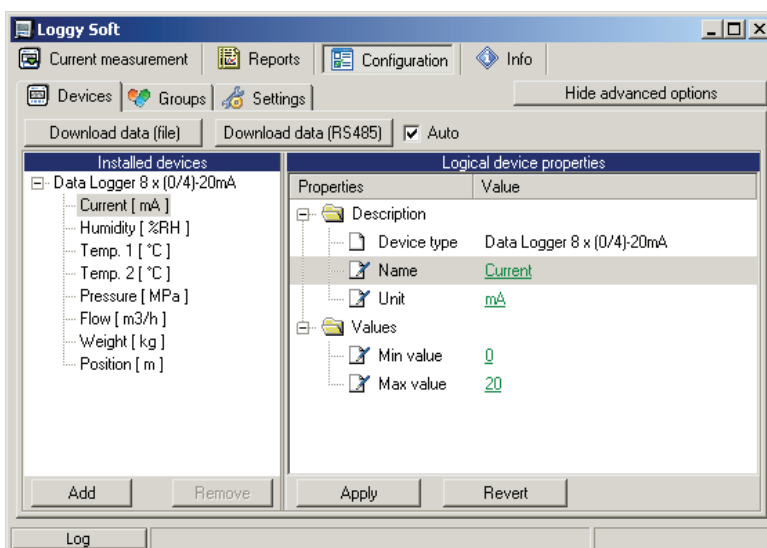 Loggy Soft
Current measurement Reports Configuration Info
Devices Groups Settings Hide advanced options
Download data (file) Download data (RS485) Auto
Installed devices Logical device properties
Data Logger 8 x (0/4)-20mA
Current [ mA ]
Humidity [ %RH ]
Temp. 1 [ °C ]
Temp. 2 [ °C ]
Pressure [ MPa ]
Flow [ m3/h ]
Weight [ kg ]
Position [ m ]
Properties Value
Description
Device type Data Logger 8 x (0/4)-20mA
Name Current
Unit mA
Values
Min value 0
Max value 20
Add Remove Apply Revert
Log